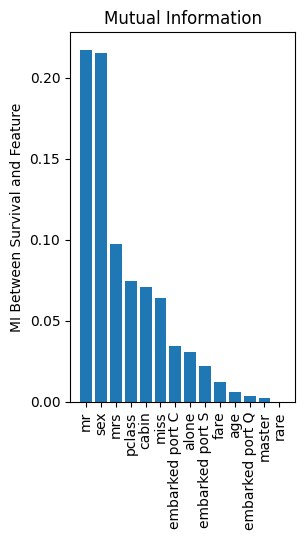 Mutual Information
MI Between Survival and Feature
0.20
0.15
0.10
0.05
0.00
mr
sex
mrs
pclass
cabin
miss
embarked port C
alone
embarked port S
fare
age
embarked port Q
master
rare